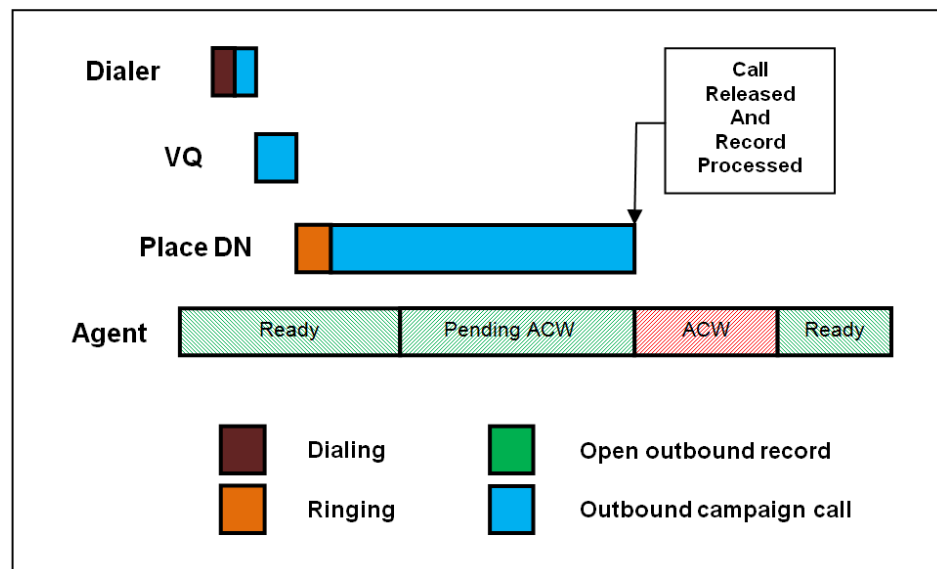 Dialer
Call
Released
And
Record
Processed
VQ
Place DN
Agent
Ready
Pending ACW
ACW
Ready
Dialing
Open outbound record
Ringing
Outbound campaign call